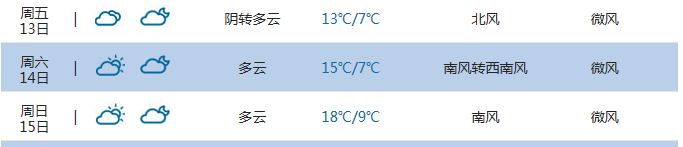 周五
13日 | 阴转多云 13℃/7℃ 北风 微风
周六
14日 | 多云 15℃/7℃ 南风转西南风 微风
周日
15日 | 多云 18℃/9℃ 南风 微风